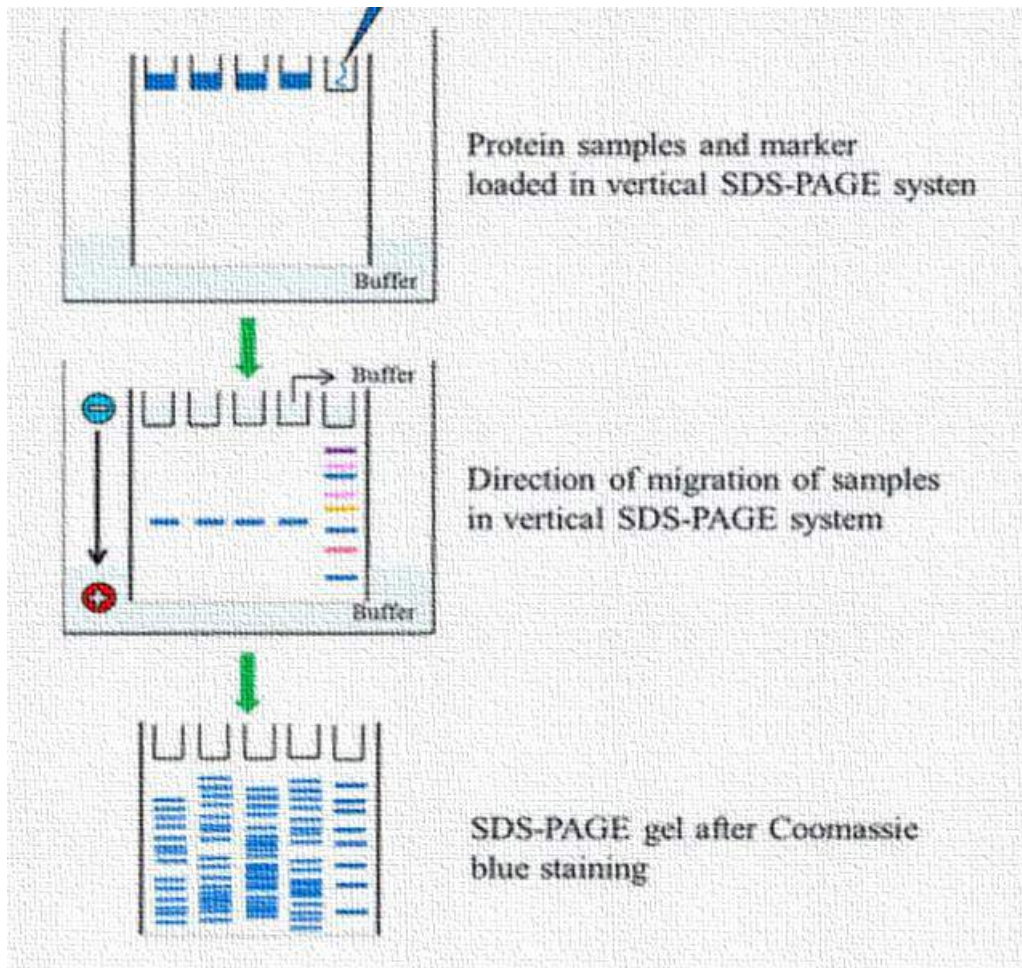 Protein samples and marker
loaded in vertical SDS-PAGE systen
Buffer
Buffer
Direction of migration of samples
in vertical SDS-PAGE system
Buffer
SDS-PAGE gel after Coomassie
blue staining